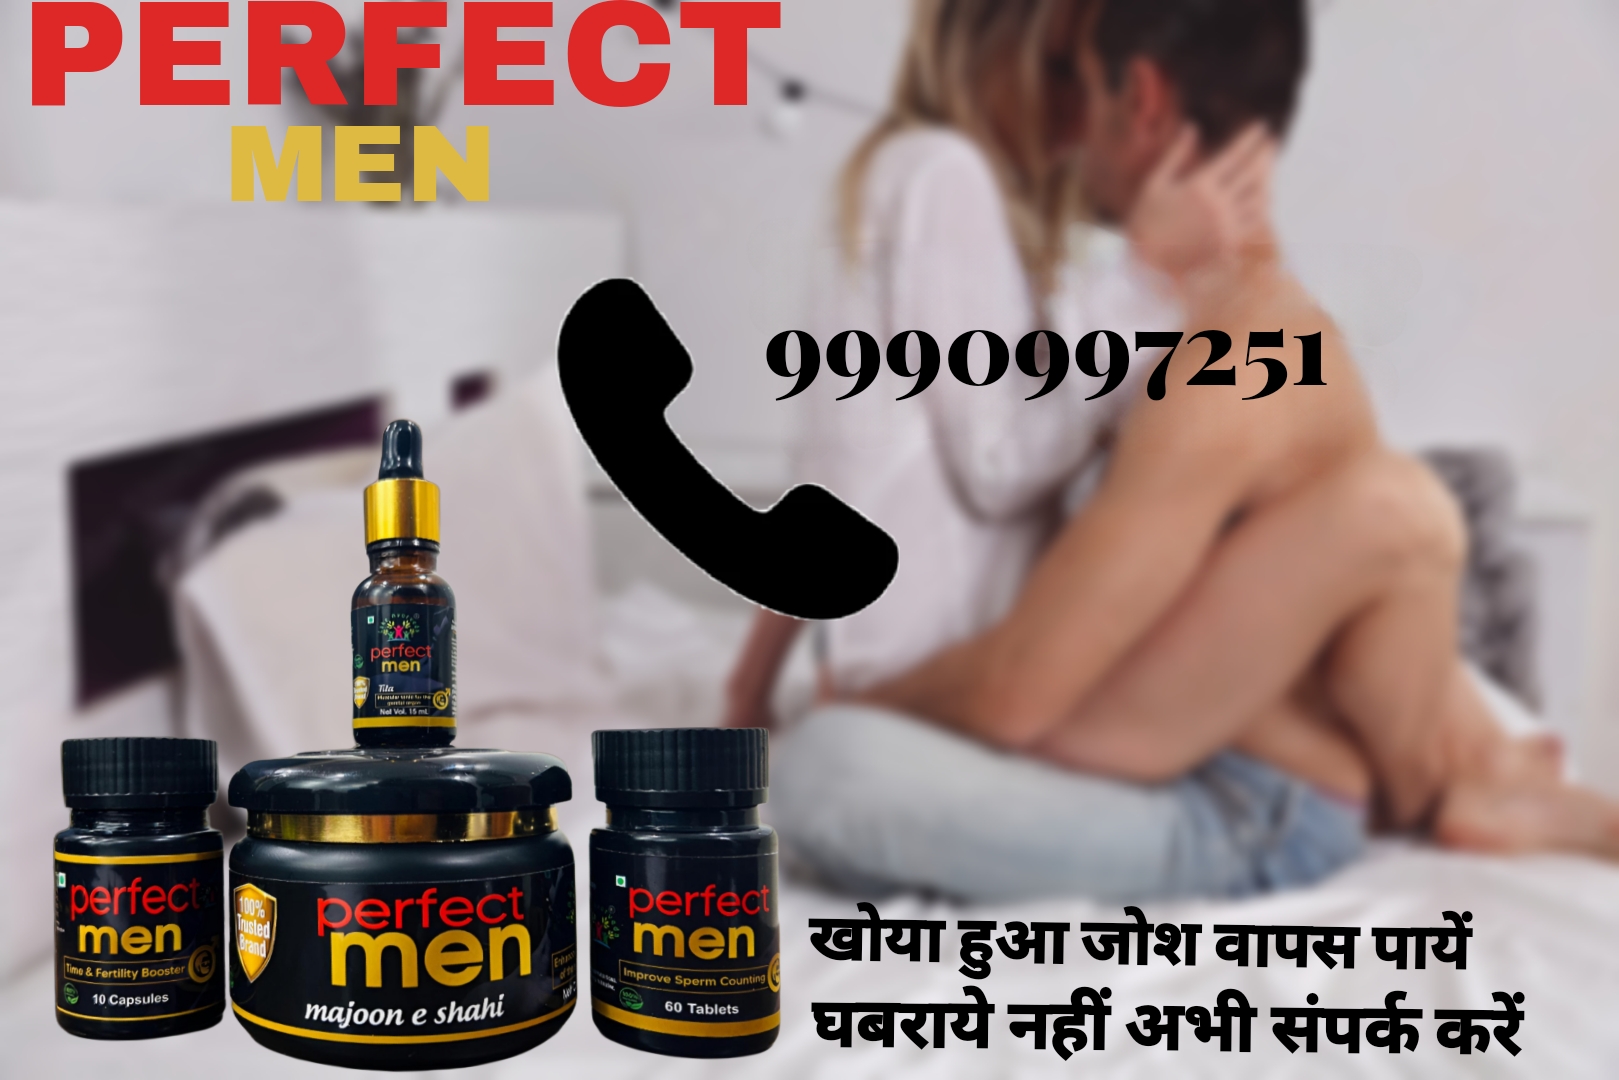 PERFECT
MEN
9990997251
perfect
men
Tila
Net Vol. 15 mL
perfect
men
Time & Fertility Booster
10 Capsules
100%
Trusted
Brand
perfect
men
majoon e shahi
perfect
men
Improve Sperm Counting
60 Tablets
खोया हुआ जोश वापस पायें
घबराये नहीं अभी संपर्क करें